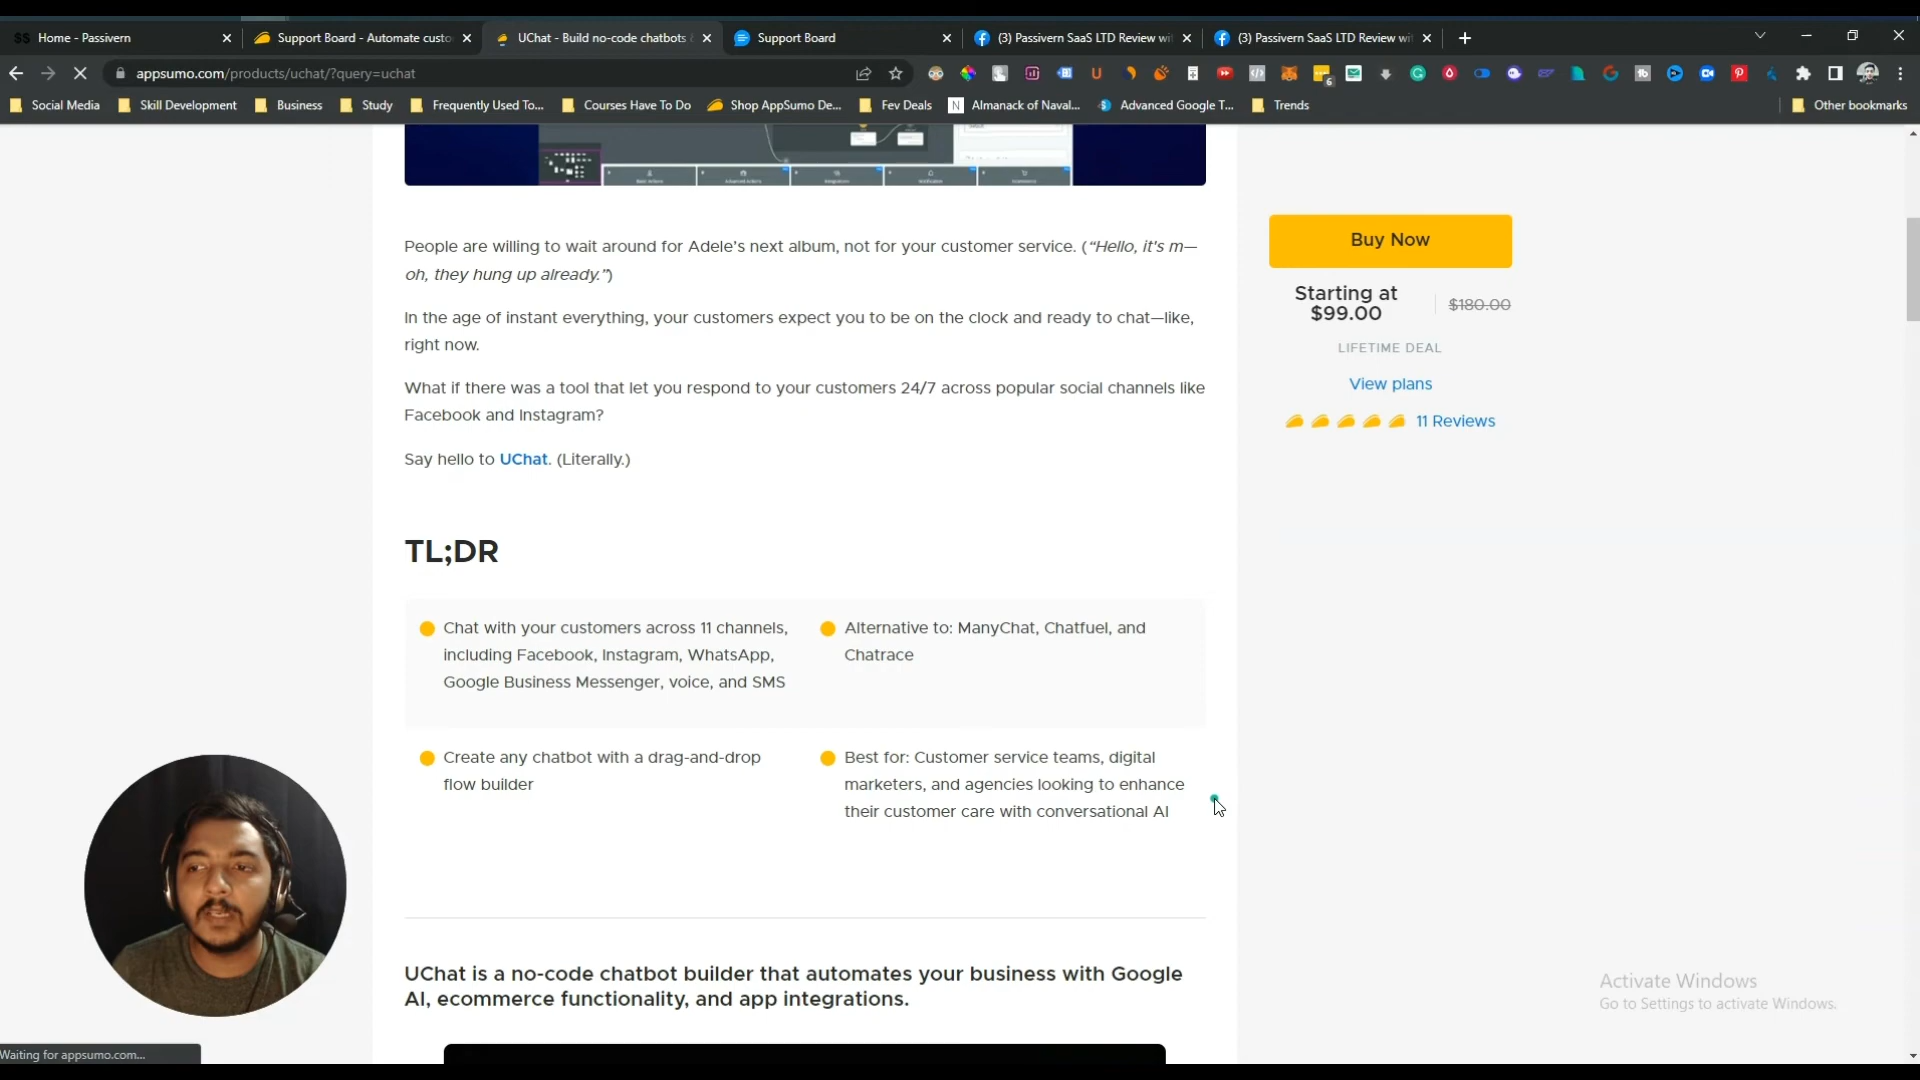 Home - Passivern
Support Board - Automate custo
UChat - Build no-code chatbots
Support Board
(3) Passivern SaaS LTD Review wi
(3) Passivern SaaS LTD Review wi
appsumo.com/products/uchat/?query=uchat
Social Media
Skill Development
Business
Study
Frequently Used To...
Courses Have To Do
Shop AppSumo De...
Fev Deals
Almanack of Naval...
Advanced Google T...
Trends
Other bookmarks
People are willing to wait around for Adele's next album, not for your customer service. (“Hello, it's m—
oh, they hung up already.”)
In the age of instant everything, your customers expect you to be on the clock and ready to chat—like,
right now.
What if there was a tool that let you respond to your customers 24/7 across popular social channels like
Facebook and Instagram?
Say hello to UChat. (Literally.)
Buy Now
Starting at
$99.00
$180.00
LIFETIME DEAL
View plans
11 Reviews
TL;DR
Chat with your customers across 11 channels,
including Facebook, Instagram, WhatsApp,
Google Business Messenger, voice, and SMS
Alternative to: ManyChat, Chatfuel, and
Chatrace
Create any chatbot with a drag-and-drop
flow builder
Best for: Customer service teams, digital
marketers, and agencies looking to enhance
their customer care with conversational AI
UChat is a no-code chatbot builder that automates your business with Google
AI, ecommerce functionality, and app integrations.
Activate Windows
Go to Settings to activate Windows.
Waiting for appsumo.com...